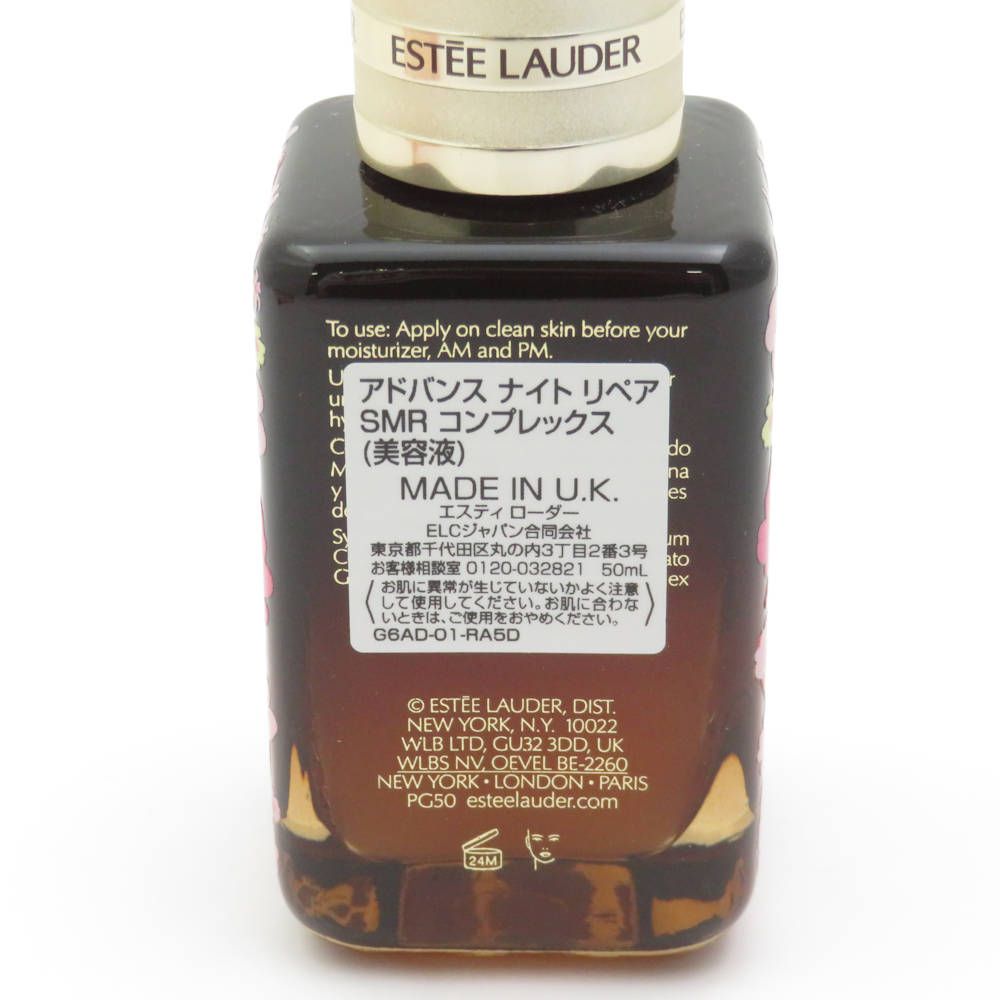 ESTĒE LAUDER
To use: Apply on clean skin before your
moisturizer, AM and PM.
アドバンス ナイト リペア
SMR コンプレックス
(美容液)
MADE IN U.K.
エスティ ローダー
ELCジャパン合同会社
東京都千代田区丸の内3丁目2番3号
お客様相談室 0120-032821 50mL
お肌に異常が生じていないかよく注意
して使用してください。お肌に合わな
いときは、ご使用をおやめください。
G6AD-01-RA5D
© ESTĒE LAUDER, DIST.
NEW YORK, N.Y. 10022
WLB LTD, GU32 3DD, UK
WLBS NV, OEVEL BE-2260
NEW YORK · LONDON · PARIS
PG50 esteelauder.com
24M